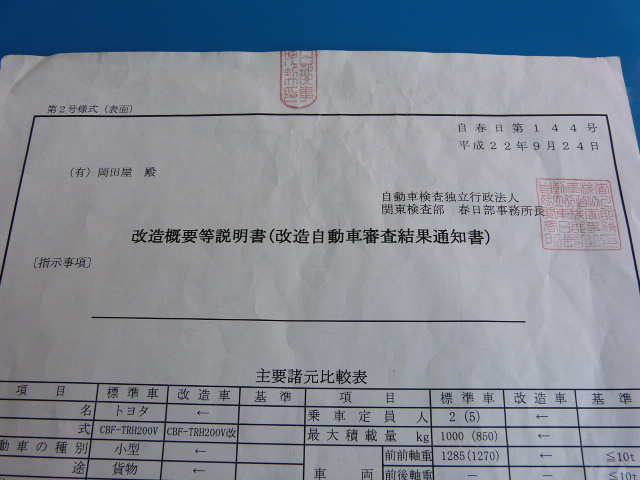 第2号様式(表面)
自春日第144号
平成22年9月24日
(有)岡田屋 殿
自動車検査独立行政法人
関東検査部 春日部事務所長
改造概要等説明書(改造自動車審査結果通知書)
〔指示事項〕
主要諸元比較表
項目 標準車 改造車 基準 項目 標準車 改造車 基準
名 トヨタ ← 乗車定員 人 2(5) ←
式 CBF-TRH200V CBF-TRH200V改 最大積載量 kg 1000(850) ←
動車の種別 小型 ← 前前軸重 1285(1270) ← ≦10t
途 貨物 ← 車両 前後軸重 － ← ≦10t